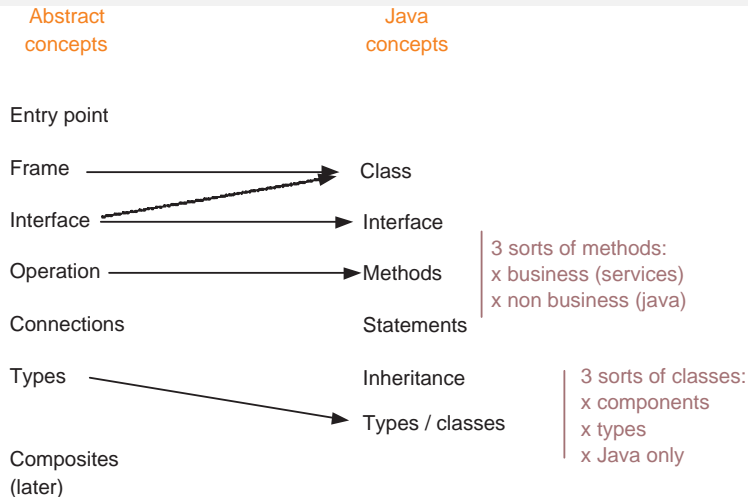 Abstract
concepts
Java
concepts
Entry point
Frame
Class
Interface
Interface
3 sorts of methods:
x business (services)
x non business (java)
Operation
Methods
Connections
Statements
Types
Inheritance
3 sorts of classes:
x components
x types
x Java only
Types / classes
Composites
(later)